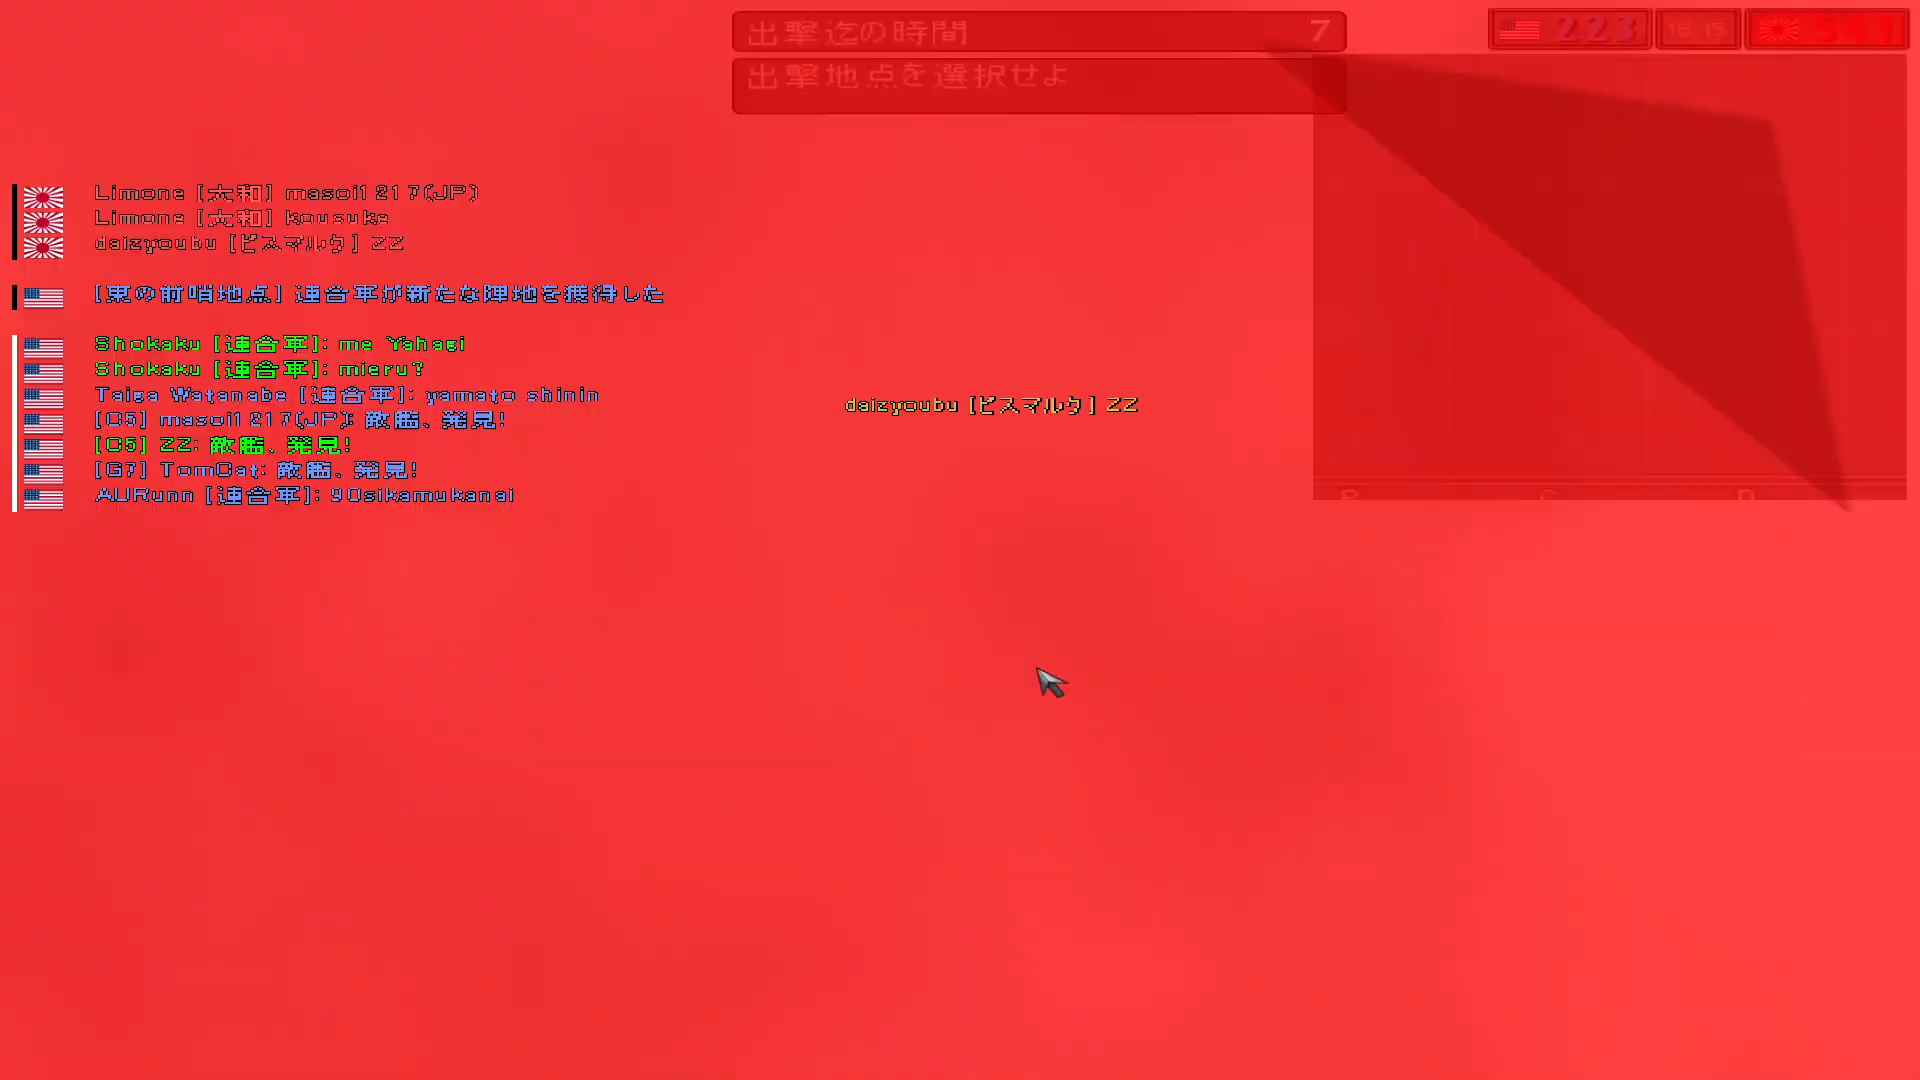 出撃迄の時間 7
出撃地点を選択せよ
223
18:15
Limone [大和] masoi1217(JP)
Limone [大和] kousuke
daizyoubu [ビスマルク] ZZ
[東の前哨地点] 連合軍が新たな陣地を獲得した
Shokaku [連合軍]: me Yahagi
Shokaku [連合軍]: mieru?
Taiga Watanabe [連合軍]: yamato shinin
[C5] masoi1217(JP): 敵艦、発見!
[C5] ZZ: 敵艦、発見!
[G7] TomCat: 敵艦、発見!
AURunn [連合軍]: 90sikamukanai
daizyoubu [ビスマルク] ZZ
B C D